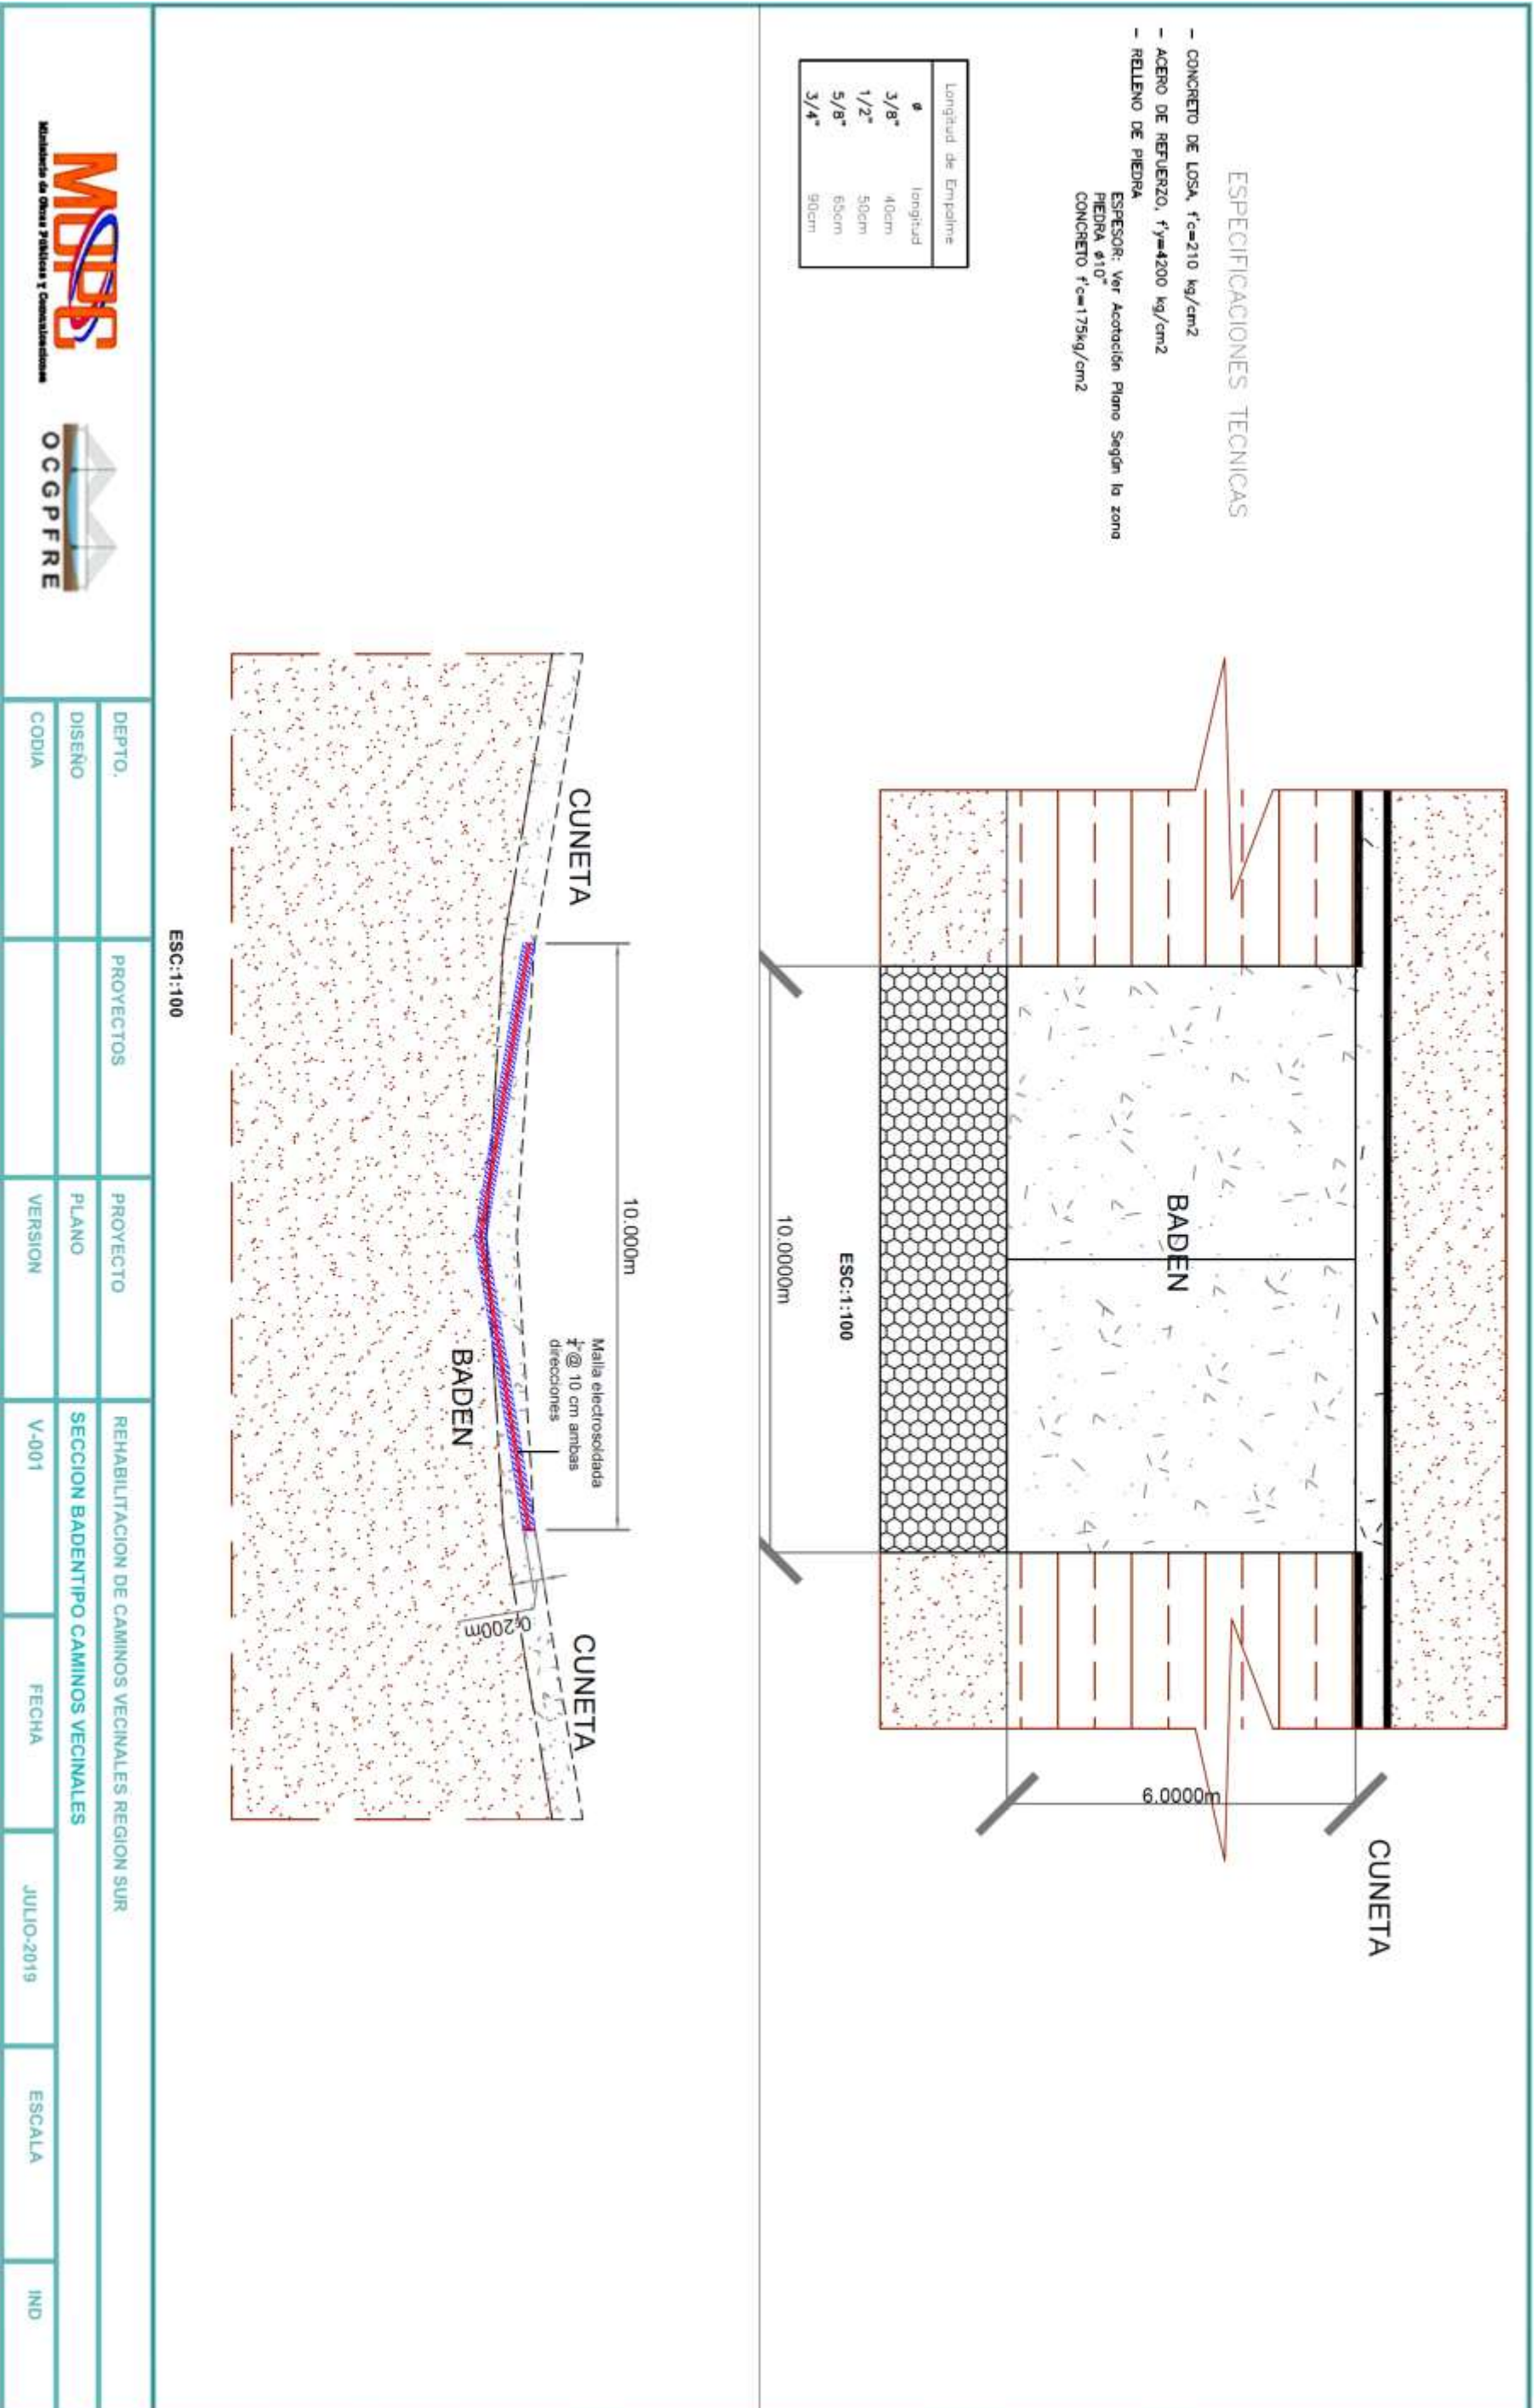 ESPECIFICACIONES TECNICAS
- CONCRETO DE LOSA, f'c=210 kg/cm2
- ACERO DE REFUERZO, f'y=4200 kg/cm2
- RELLENO DE PIEDRA
ESPESOR: Ver Acotación Plano Según la zona
PIEDRA ø10"
CONCRETO f'c=175kg/cm2
Longitud de Empalme
ø longitud
3/8" 40cm
1/2" 50cm
5/8" 65cm
3/4" 90cm
CUNETA
6.0000m
BADEN
ESC:1:100
10.0000m
10.000m
Malla electrosoldada
@ 10 cm ambas
direcciones
CUNETA
CUNETA
0.200m
BADEN
ESC:1:100
MOPC
Ministerio de Obras Públicas y Comunicaciones
OCGPFRE
DEPTO. PROYECTOS PROYECTO REHABILITACION DE CAMINOS VECINALES REGION SUR
DISEÑO PLANO SECCION BADENTIPO CAMINOS VECINALES
CODIA VERSION V-001 FECHA JULIO-2019 ESCALA IND